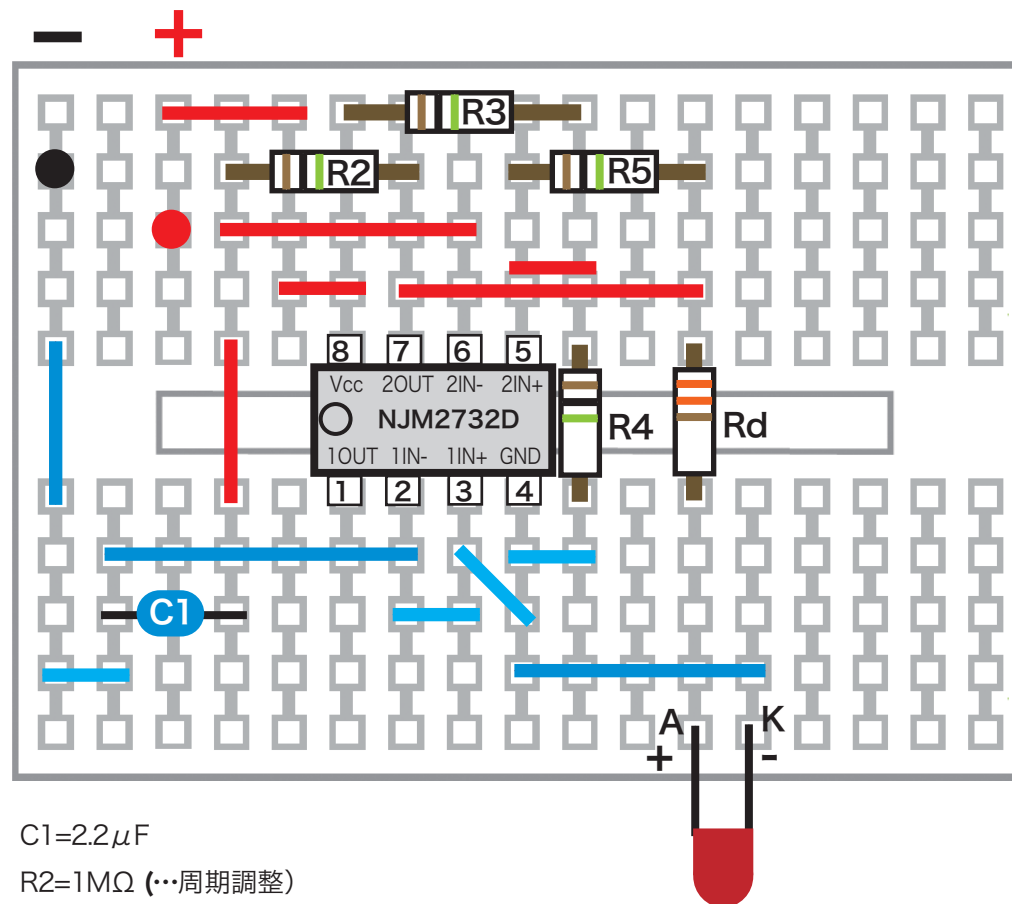 − +
R3
R2 R5
8 7 6 5
Vcc 2OUT 2IN- 2IN+
NJM2732D
R4 Rd
1OUT 1IN- 1IN+ GND
1 2 3 4
C1
A K
+ -
C1=2.2μF
R2=1MΩ (…周期調整)